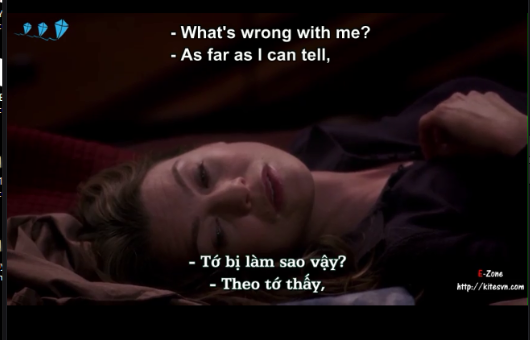 - What's wrong with me?
- As far as I can tell,
- Tớ bị làm sao vậy?
- Theo tớ thấy,
E-Zone
http://kitesvn.com